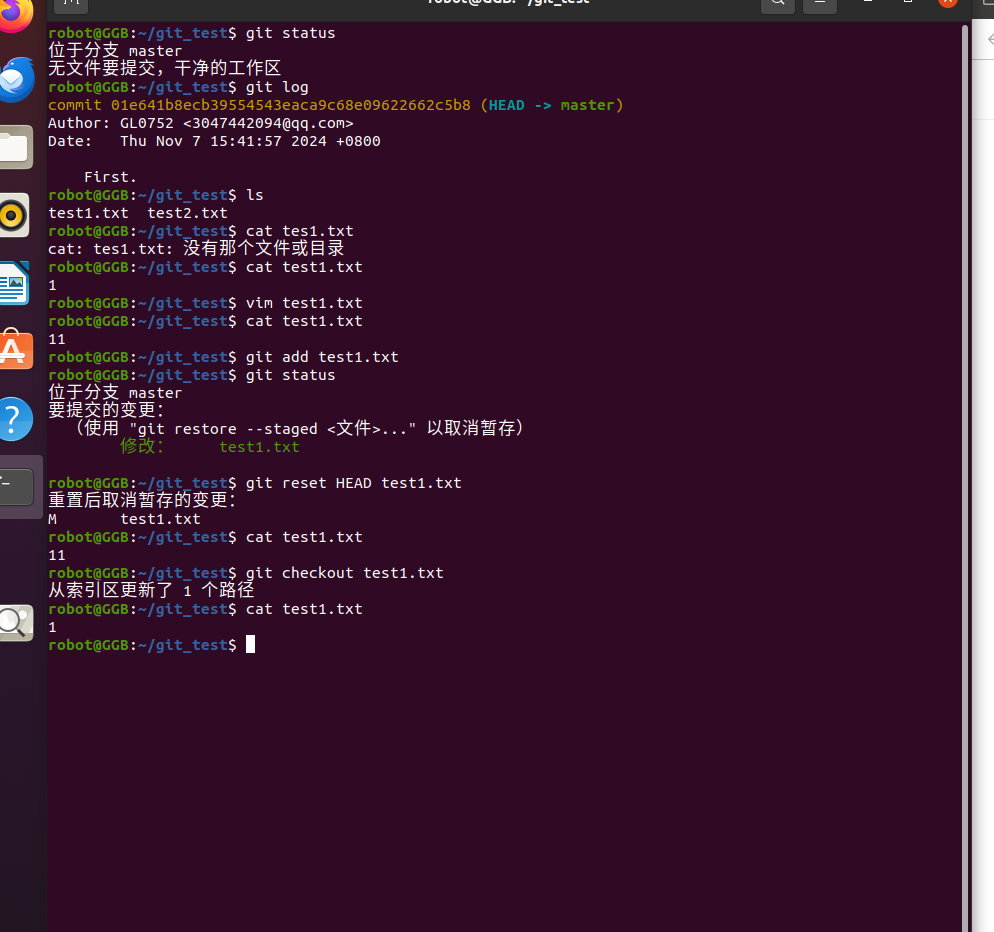 robot@GGB: ~/git_test
robot@GGB:~/git_test$ git status
位于分支 master
无文件要提交，干净的工作区
robot@GGB:~/git_test$ git log
commit 01e641b8ecb39554543eaca9c68e09622662c5b8 (HEAD -> master)
Author: GL0752 <3047442094@qq.com>
Date:   Thu Nov 7 15:41:57 2024 +0800
    First.
robot@GGB:~/git_test$ ls
test1.txt  test2.txt
robot@GGB:~/git_test$ cat tes1.txt
cat: tes1.txt: 没有那个文件或目录
robot@GGB:~/git_test$ cat test1.txt
1
robot@GGB:~/git_test$ vim test1.txt
robot@GGB:~/git_test$ cat test1.txt
11
robot@GGB:~/git_test$ git add test1.txt
robot@GGB:~/git_test$ git status
位于分支 master
要提交的变更：
  （使用 "git restore --staged <文件>..." 以取消暂存）
        修改：     test1.txt
robot@GGB:~/git_test$ git reset HEAD test1.txt
重置后取消暂存的变更：
M       test1.txt
robot@GGB:~/git_test$ cat test1.txt
11
robot@GGB:~/git_test$ git checkout test1.txt
从索引区更新了 1 个路径
robot@GGB:~/git_test$ cat test1.txt
1
robot@GGB:~/git_test$